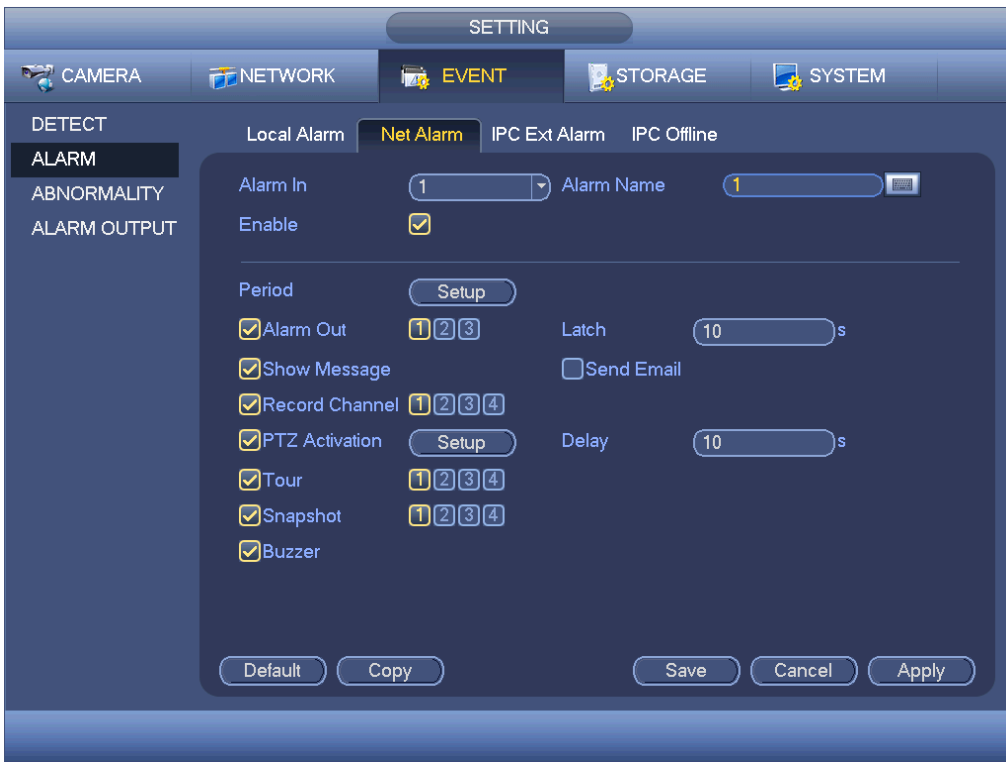 SETTING
CAMERA NETWORK EVENT STORAGE SYSTEM
DETECT
ALARM
ABNORMALITY
ALARM OUTPUT
Local Alarm Net Alarm IPC Ext Alarm IPC Offline
Alarm In 1 Alarm Name 1
Enable
Period Setup
Alarm Out 1 2 3 Latch 10 s
Show Message Send Email
Record Channel 1 2 3 4
PTZ Activation Setup Delay 10 s
Tour 1 2 3 4
Snapshot 1 2 3 4
Buzzer
Default Copy Save Cancel Apply